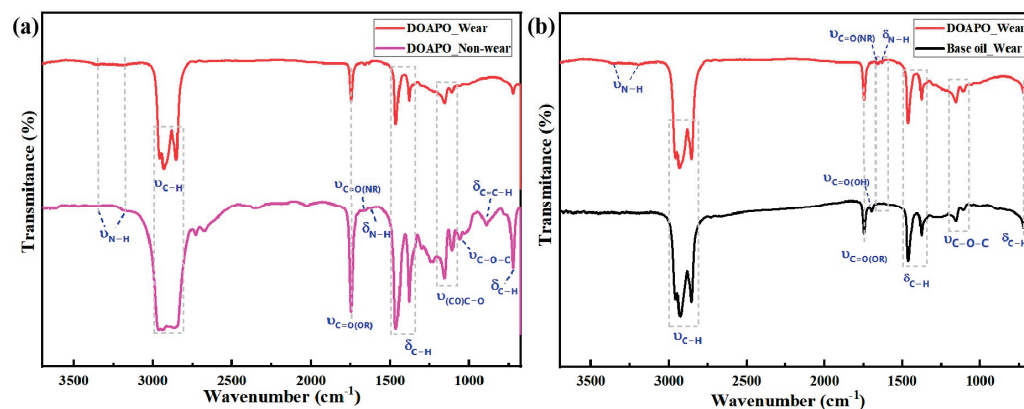 (a)
DOAPO_Wear
DOAPO_Non-wear
υN−H
υC−H
υC=O(NR)
δN−H
υC=O(OR)
δC−H
υ(CO)C−O
υC−O−C
δC=C−H
δC−H
Transmitance (%)
3500 3000 2500 2000 1500 1000
Wavenumber (cm-1)
(b)
DOAPO_Wear
Base oil_Wear
υC=O(NR)
δN−H
υN−H
υC=O(OH)
υC=O(OR)
υC−H
δC−H
υC−O−C
δC−H
Transmitance (%)
3500 3000 2500 2000 1500 1000
Wavenumber (cm-1)